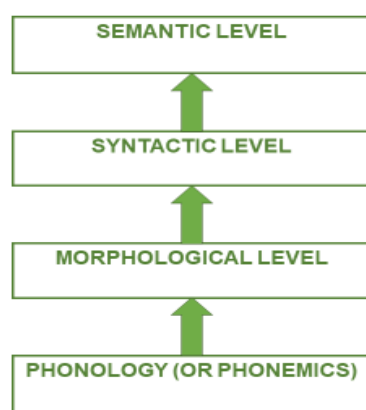 SEMANTIC LEVEL
SYNTACTIC LEVEL
MORPHOLOGICAL LEVEL
PHONOLOGY (OR PHONEMICS)